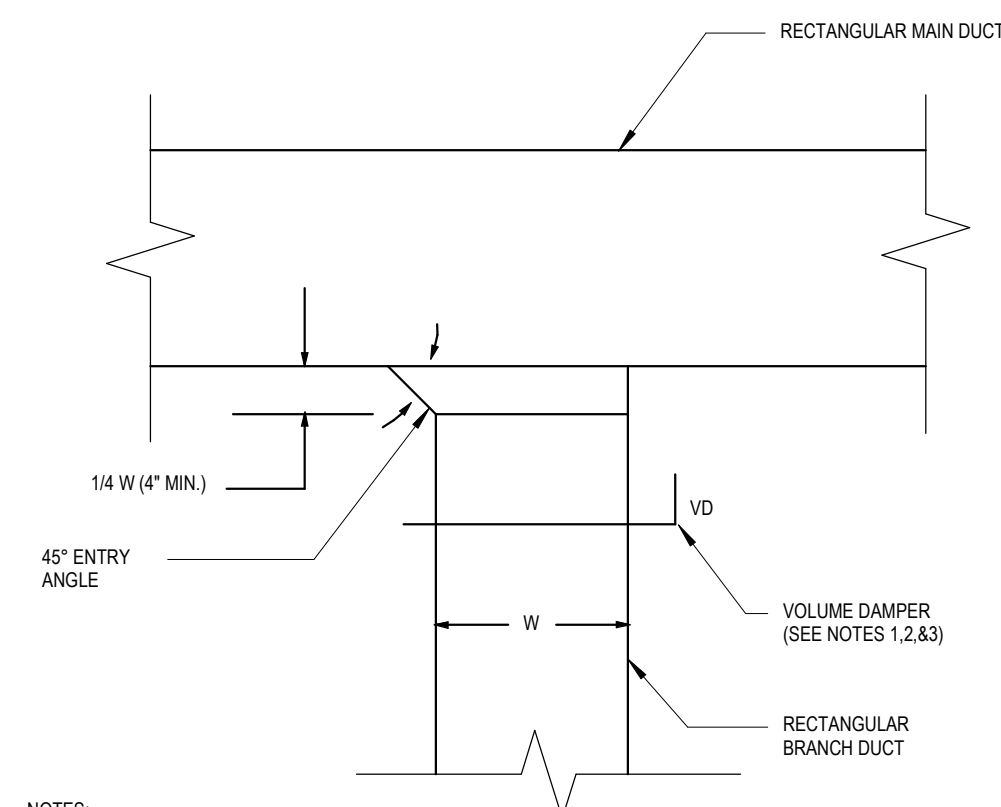 RECTANGULAR MAIN DUCT
1/4 W (4" MIN.)
VD
45° ENTRY
ANGLE
W
VOLUME DAMPER
(SEE NOTES 1,2,&3)
RECTANGULAR
BRANCH DUCT
NOTES: